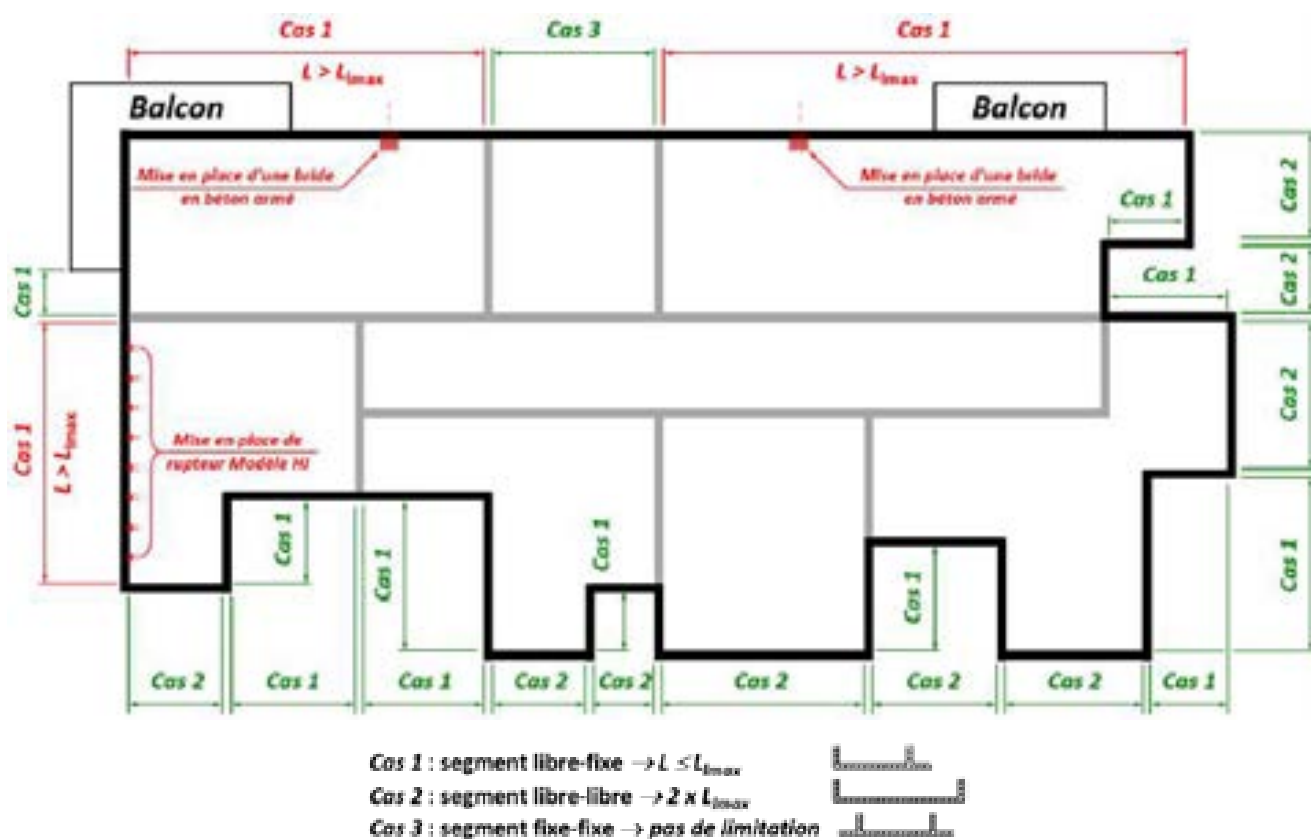 Cas 1
Cas 3
Cas 1
L > Llmax
L > Llmax
Balcon
Balcon
Mise en place d'une bride
en béton armé
Mise en place d'une bride
en béton armé
Cas 2
Cas 1
Cas 1
Cas 2
Cas 1
Cas 1
L > Llmax
Mise en place de
rupteur Modèle HI
Cas 2
Cas 1
Cas 1
Cas 1
Cas 1
Cas 1
Cas 2
Cas 1
Cas 1
Cas 2
Cas 2
Cas 2
Cas 2
Cas 2
Cas 1
Cas 1 : segment libre-fixe → L ≤ Llmax
Cas 2 : segment libre-libre → 2 x Llmax
Cas 3 : segment fixe-fixe → pas de limitation